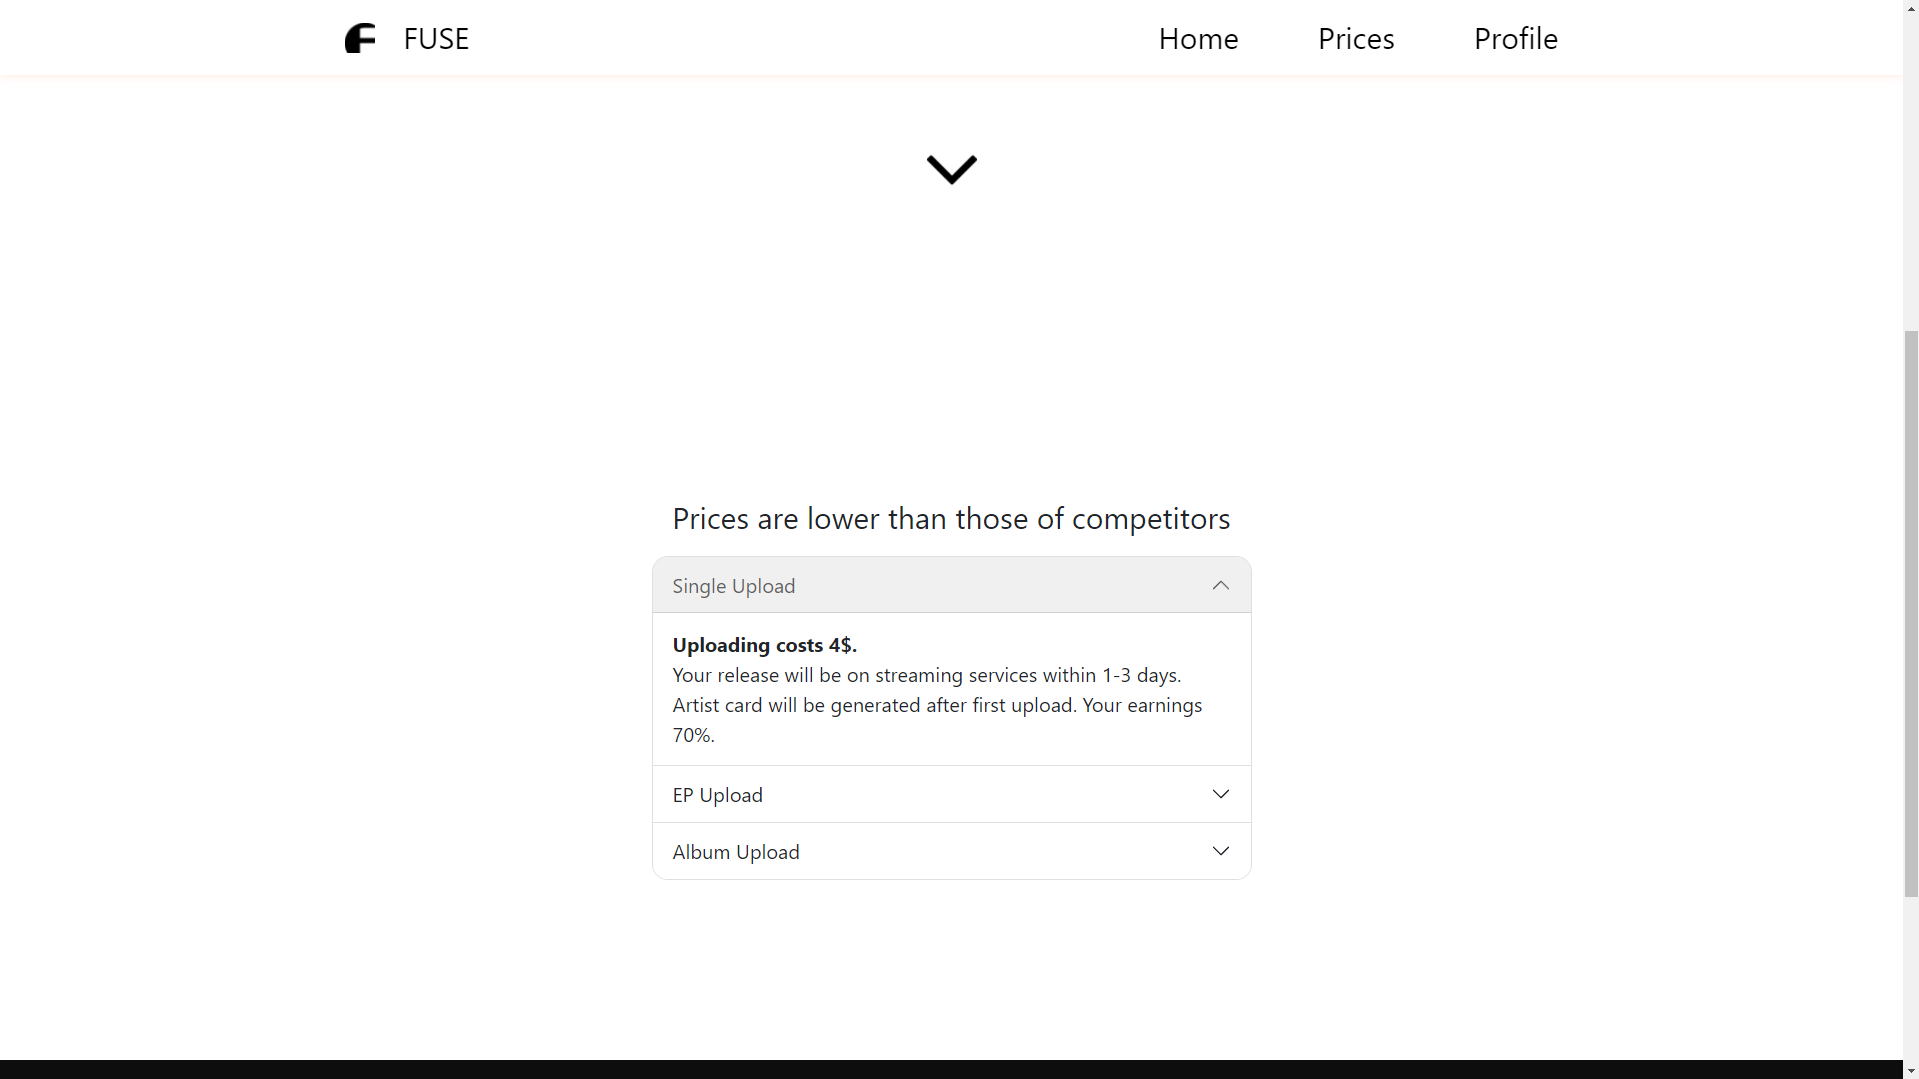 FUSE
Home
Prices
Profile
Prices are lower than those of competitors
Single Upload
Uploading costs 4$.
Your release will be on streaming services within 1-3 days.
Artist card will be generated after first upload. Your earnings
70%.
EP Upload
Album Upload